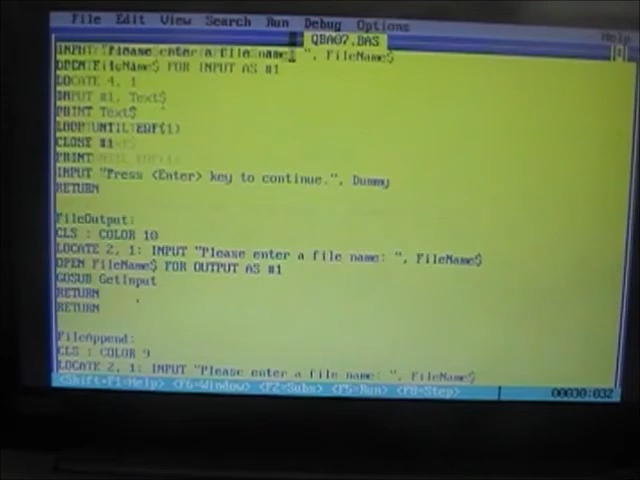 File Edit View Search Run Debug Options Help
QBA07.BAS
INPUT "Please enter a file name: ", FileName$
OPEN FileName$ FOR INPUT AS #1
LOCATE 4, 1
INPUT #1, Text$
PRINT Text$
LOOP UNTIL EOF(1)
CLOSE #1
PRINT
INPUT "Press <Enter> key to continue.", Dummy
RETURN
FileOutput:
CLS : COLOR 10
LOCATE 2, 1: INPUT "Please enter a file name: ", FileName$
OPEN FileName$ FOR OUTPUT AS #1
GOSUB GetInput
RETURN
RETURN
FileAppend:
CLS : COLOR 9
LOCATE 2, 1: INPUT "Please enter a file name: ", FileName$
<Shift+F1=Help> <F6=Window> <F2=Subs> <F5=Run> <F8=Step> 00030:032